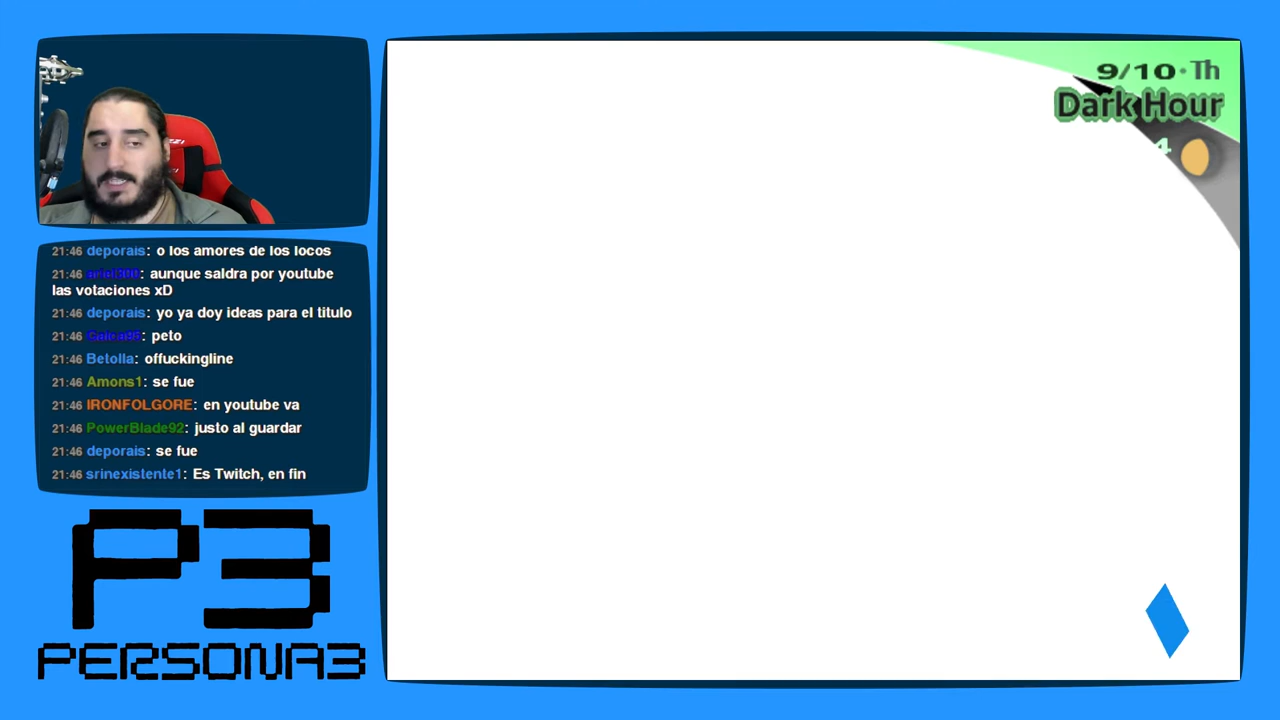 9/10·Th
Dark Hour
4
21:46 deporais: o los amores de los locos
21:46 ariel300: aunque saldra por youtube
las votaciones xD
21:46 deporais: yo ya doy ideas para el titulo
21:46 peto
21:46 Betolla: offuckingline
21:46 Amons1: se fue
21:46 IRONFOLGORE: en youtube va
21:46 PowerBlade92: justo al guardar
21:46 deporais: se fue
21:46 srinexistente1: Es Twitch, en fin
P3
PERSONA3